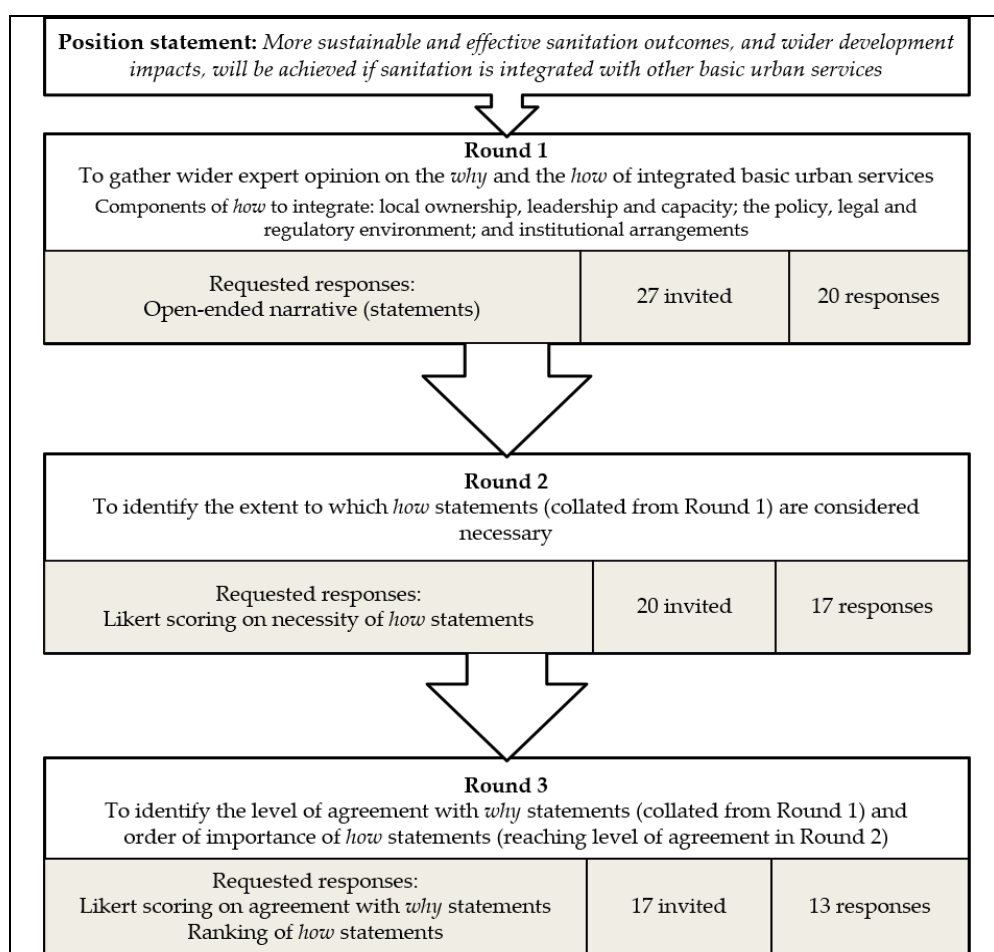 Position statement: More sustainable and effective sanitation outcomes, and wider development
impacts, will be achieved if sanitation is integrated with other basic urban services
Round 1
To gather wider expert opinion on the why and the how of integrated basic urban services
Components of how to integrate: local ownership, leadership and capacity; the policy, legal and
regulatory environment; and institutional arrangements
Requested responses:
Open-ended narrative (statements)
27 invited
20 responses
Round 2
To identify the extent to which how statements (collated from Round 1) are considered
necessary
Requested responses:
Likert scoring on necessity of how statements
20 invited
17 responses
Round 3
To identify the level of agreement with why statements (collated from Round 1) and
order of importance of how statements (reaching level of agreement in Round 2)
Requested responses:
Likert scoring on agreement with why statements
Ranking of how statements
17 invited
13 responses